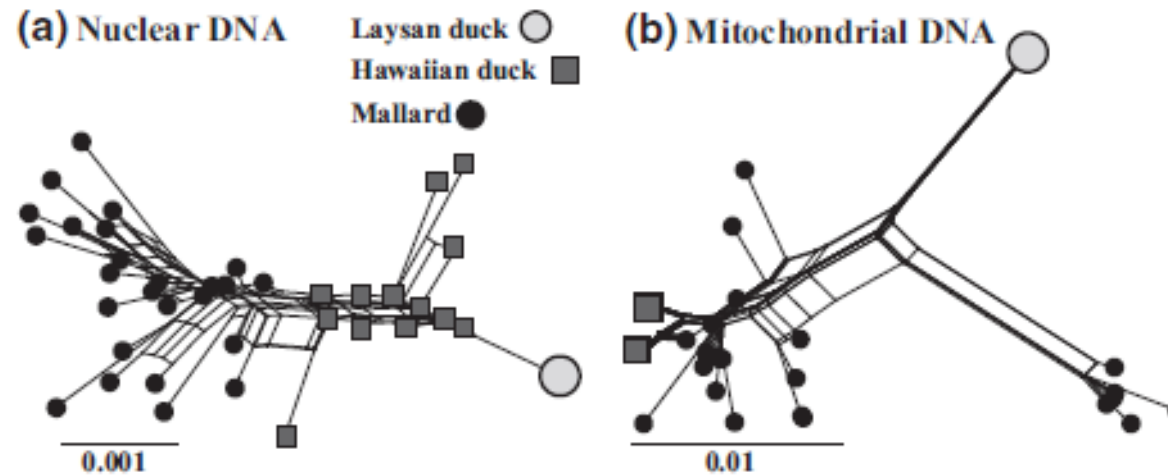 (a) Nuclear DNA
Laysan duck
Hawaiian duck
Mallard
0.001
(b) Mitochondrial DNA
0.01